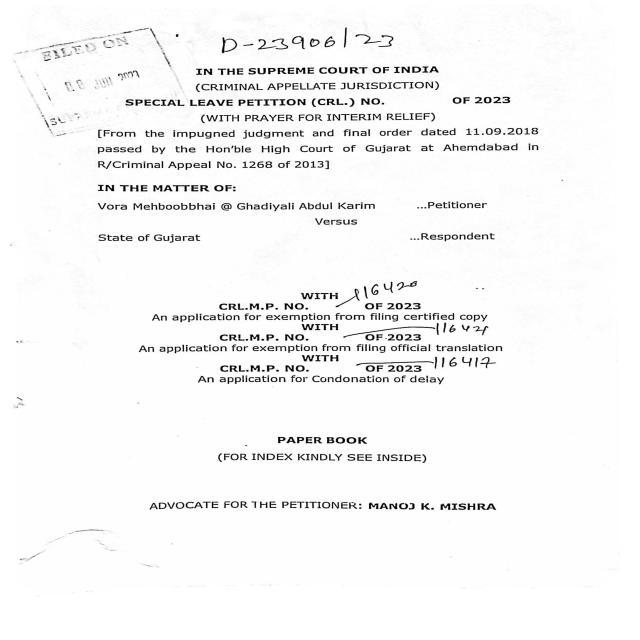 D-23906/23
FILED ON
IN THE SUPREME COURT OF INDIA
(CRIMINAL APPELLATE JURISDICTION)
SPECIAL LEAVE PETITION (CRL.) NO. OF 2023
(WITH PRAYER FOR INTERIM RELIEF)
[From the impugned judgment and final order dated 11.09.2018
passed by the Hon'ble High Court of Gujarat at Ahemdabad in
R/Criminal Appeal No. 1268 of 2013]
IN THE MATTER OF:
Vora Mehboobbhai @ Ghadiyali Abdul Karim ...Petitioner
Versus
State of Gujarat ...Respondent
WITH 116420
CRL.M.P. NO. OF 2023
An application for exemption from filing certified copy
WITH
CRL.M.P. NO. OF 2023 116421
An application for exemption from filing official translation
WITH
CRL.M.P. NO. OF 2023 116417
An application for Condonation of delay
PAPER BOOK
(FOR INDEX KINDLY SEE INSIDE)
ADVOCATE FOR THE PETITIONER: MANOJ K. MISHRA